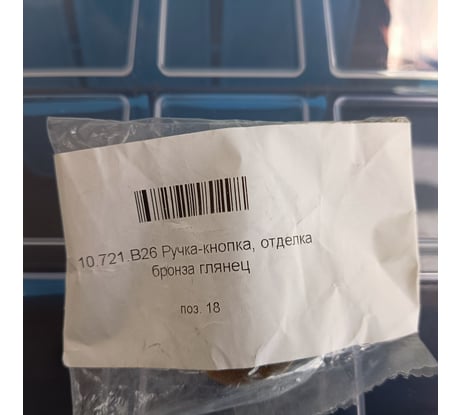 10.721.B26 Ручка-кнопка, отделка
бронза глянец
поз. 18